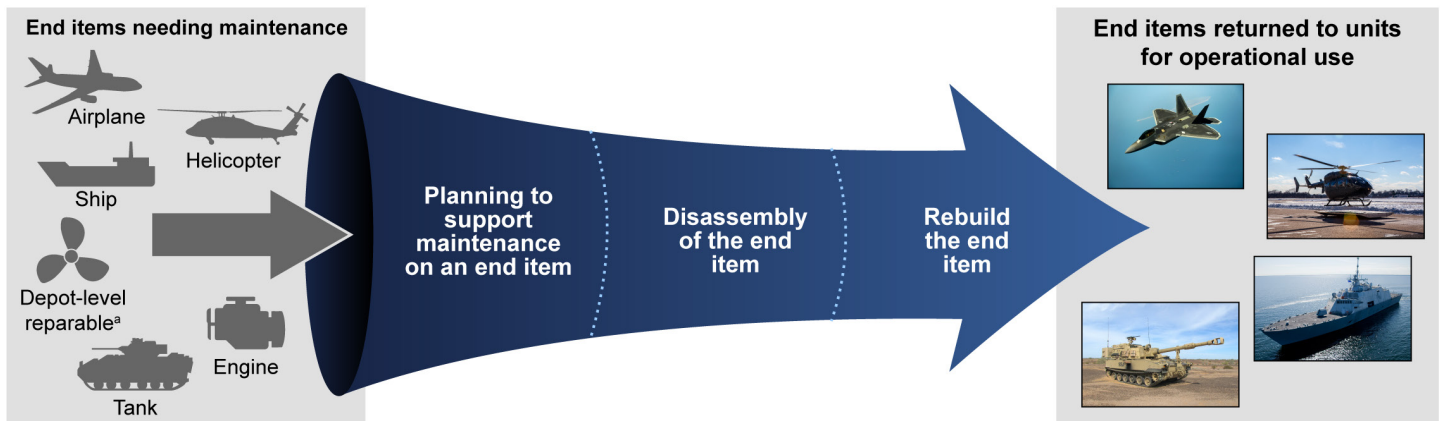 End items needing maintenance
Airplane
Helicopter
Ship
Depot-level
reparableᵃ
Engine
Tank
Planning to
support
maintenance
on an end item
Disassembly
of the end
item
Rebuild
the end
item
End items returned to units
for operational use